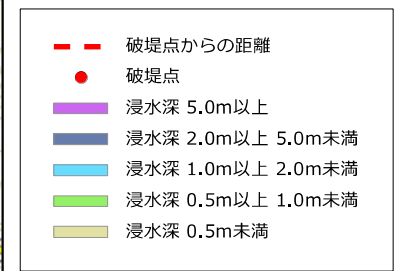 破堤点からの距離
破堤点
浸水深 5.0m以上
浸水深 2.0m以上 5.0m未満
浸水深 1.0m以上 2.0m未満
浸水深 0.5m以上 1.0m未満
浸水深 0.5m未満